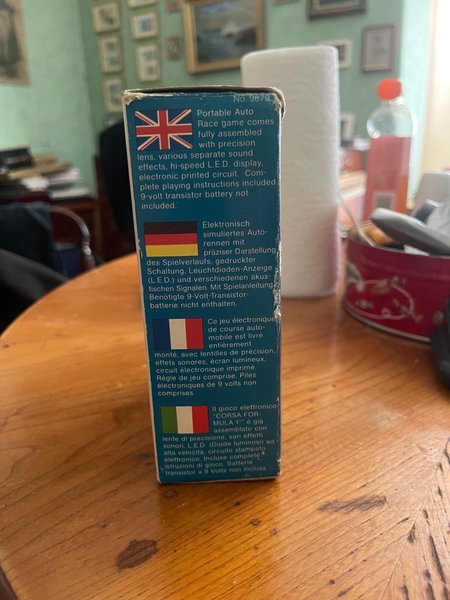 No. 9879
Portable Auto
Race game comes
fully assembled
with precision
lens, various separate sound
effects, hi-speed L.E.D. display,
electronic printed circuit. Com-
plete playing instructions included.
9-volt transistor battery not
included.
Elektronisch
simuliertes Auto-
rennen mit
präziser Darstellung
des Spielverlaufs, gedruckter
Schaltung, Leuchtdioden-Anzeige
(L.E.D.) und verschiedenen akus-
tischen Signalen. Mit Spielanleitung.
Benötigte 9-Volt-Transistor-
batterie nicht enthalten.
Ce jeu électronique
de course auto-
mobile est livré
entièrement
monté, avec lentilles de précision,
effets sonores, écran lumineux,
circuit électronique imprimé.
Règle de jeu comprise. Piles
électroniques de 9 volts non
comprises.
Il gioco elettronico
"CORSA FOR-
MULA 1" è già
assemblato con
lente di precisione, vari effetti
sonori, L.E.D. (Diode luminosi) ad
alta velocità, circuito stampato
elettronico. Incluse complete
istruzioni di gioco. Batteria
transistor a 9 Volts non inclusa.